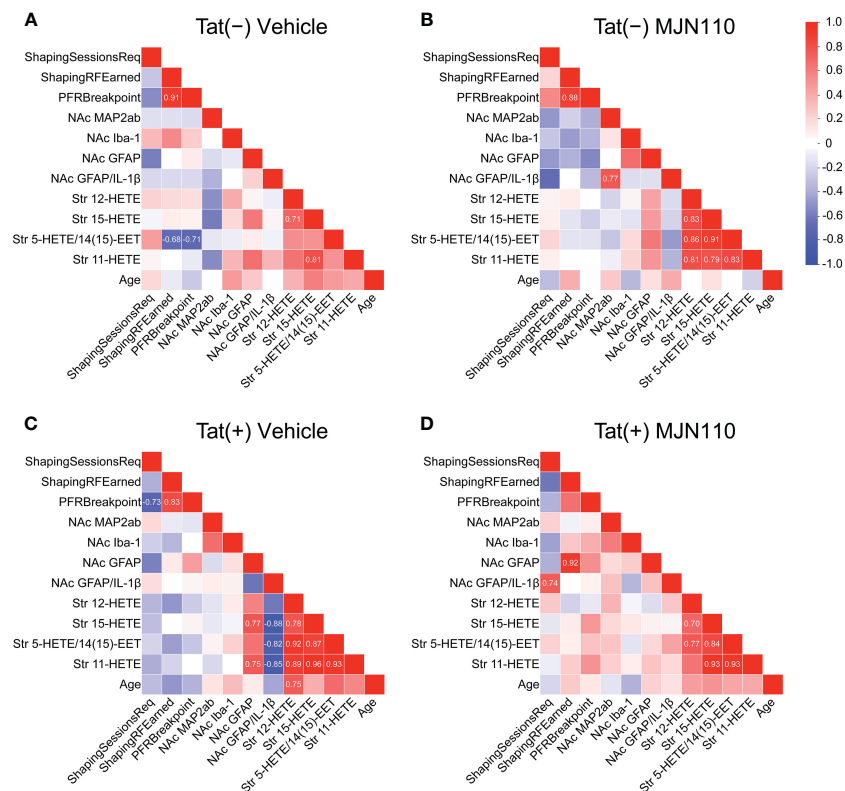 A
Tat(−) Vehicle
ShapingSessionsReq
ShapingRFEarned
PFRBreakpoint
0.91
NAc MAP2ab
NAc Iba-1
NAc GFAP
NAc GFAP/IL-1β
Str 12-HETE
Str 15-HETE
0.71
Str 5-HETE/14(15)-EET
-0.68 -0.71
Str 11-HETE
0.81
Age
ShapingSessionsReq
ShapingRFEarned
PFRBreakpoint
NAc MAP2ab
NAc Iba-1
NAc GFAP
NAc GFAP/IL-1β
Str 12-HETE
Str 15-HETE
Str 5-HETE/14(15)-EET
Str 11-HETE
Age
B
Tat(−) MJN110
ShapingSessionsReq
ShapingRFEarned
PFRBreakpoint
0.88
NAc MAP2ab
NAc Iba-1
NAc GFAP
NAc GFAP/IL-1β
0.77
Str 12-HETE
Str 15-HETE
0.83
Str 5-HETE/14(15)-EET
0.86 0.91
Str 11-HETE
0.81 0.79 0.83
Age
ShapingSessionsReq
ShapingRFEarned
PFRBreakpoint
NAc MAP2ab
NAc Iba-1
NAc GFAP
NAc GFAP/IL-1β
Str 12-HETE
Str 15-HETE
Str 5-HETE/14(15)-EET
Str 11-HETE
Age
1.0
0.8
0.6
0.4
0.2
0
-0.2
-0.4
-0.6
-0.8
-1.0
C
Tat(+) Vehicle
ShapingSessionsReq
ShapingRFEarned
PFRBreakpoint
-0.73 0.83
NAc MAP2ab
NAc Iba-1
NAc GFAP
NAc GFAP/IL-1β
Str 12-HETE
Str 15-HETE
0.77 -0.88 0.78
Str 5-HETE/14(15)-EET
-0.82 0.92 0.87
Str 11-HETE
0.75 -0.85 0.89 0.96 0.93
Age
0.75
ShapingSessionsReq
ShapingRFEarned
PFRBreakpoint
NAc MAP2ab
NAc Iba-1
NAc GFAP
NAc GFAP/IL-1β
Str 12-HETE
Str 15-HETE
Str 5-HETE/14(15)-EET
Str 11-HETE
Age
D
Tat(+) MJN110
ShapingSessionsReq
ShapingRFEarned
PFRBreakpoint
NAc MAP2ab
NAc Iba-1
NAc GFAP
0.92
NAc GFAP/IL-1β
0.74
Str 12-HETE
Str 15-HETE
0.70
Str 5-HETE/14(15)-EET
0.77 0.84
Str 11-HETE
0.93 0.93
Age
ShapingSessionsReq
ShapingRFEarned
PFRBreakpoint
NAc MAP2ab
NAc Iba-1
NAc GFAP
NAc GFAP/IL-1β
Str 12-HETE
Str 15-HETE
Str 5-HETE/14(15)-EET
Str 11-HETE
Age